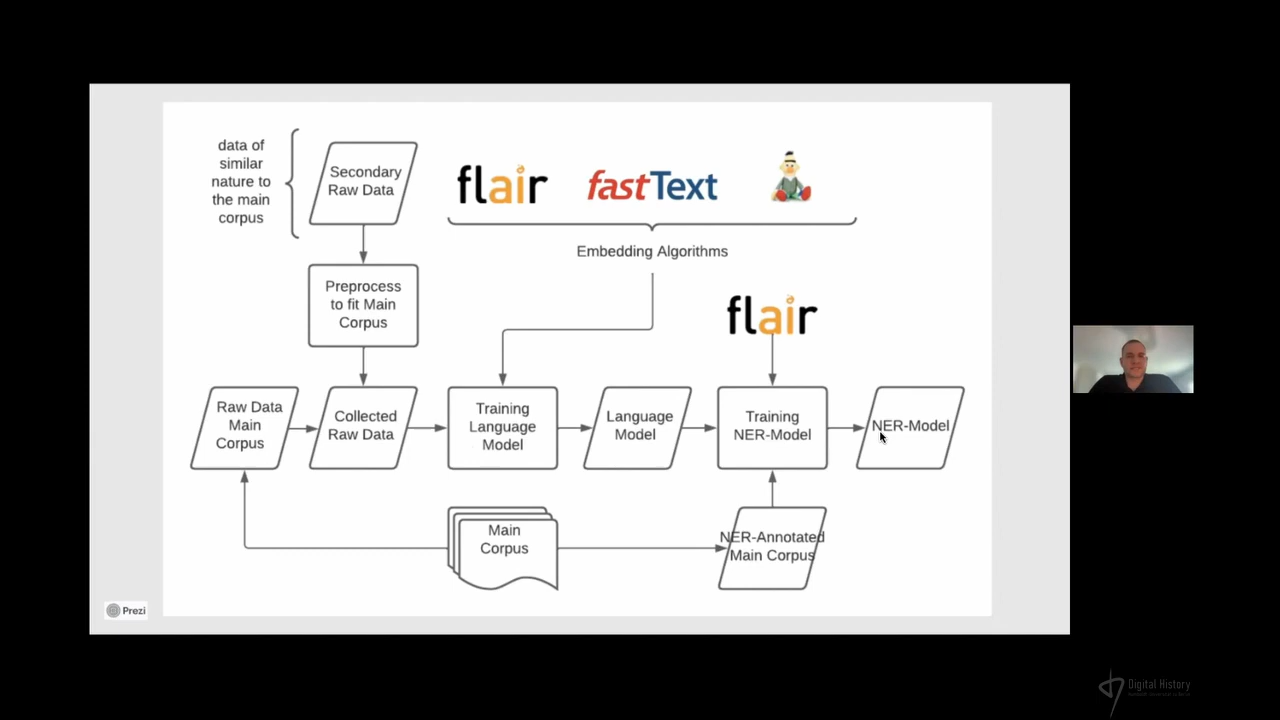 data of
similar
nature to
the main
corpus
Secondary
Raw Data
flair
fastText
Embedding Algorithms
Preprocess
to fit Main
Corpus
flair
Raw Data
Main
Corpus
Collected
Raw Data
Training
Language
Model
Language
Model
Training
NER-Model
NER-Model
Main
Corpus
NER-Annotated
Main Corpus
Prezi
Digital History